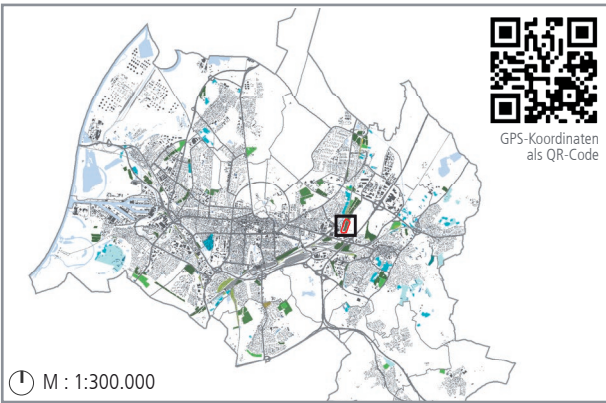 GPS-Koordinaten
als QR-Code
M : 1:300.000